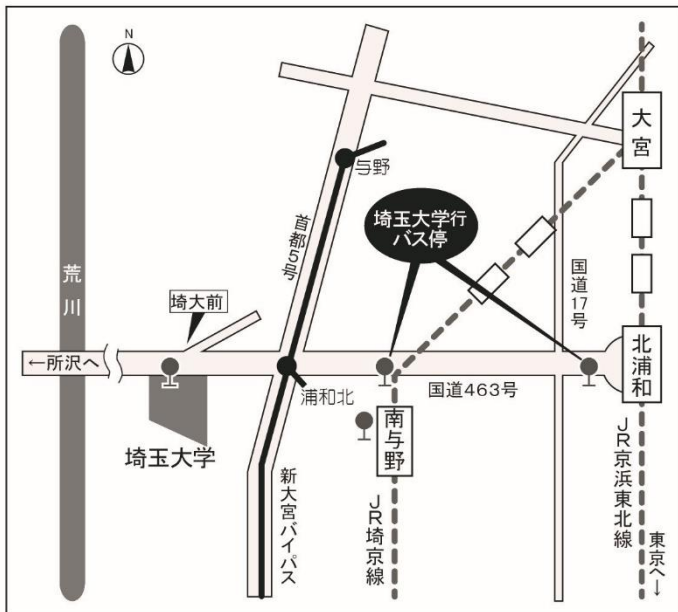 N
大宮
与野
埼玉大学行
バス停
首都5号
国道17号
荒川
埼大前
←所沢へ
北浦和
浦和北
国道463号
南与野
埼玉大学
新大宮バイパス
JR埼京線
JR京浜東北線
東京へ↓